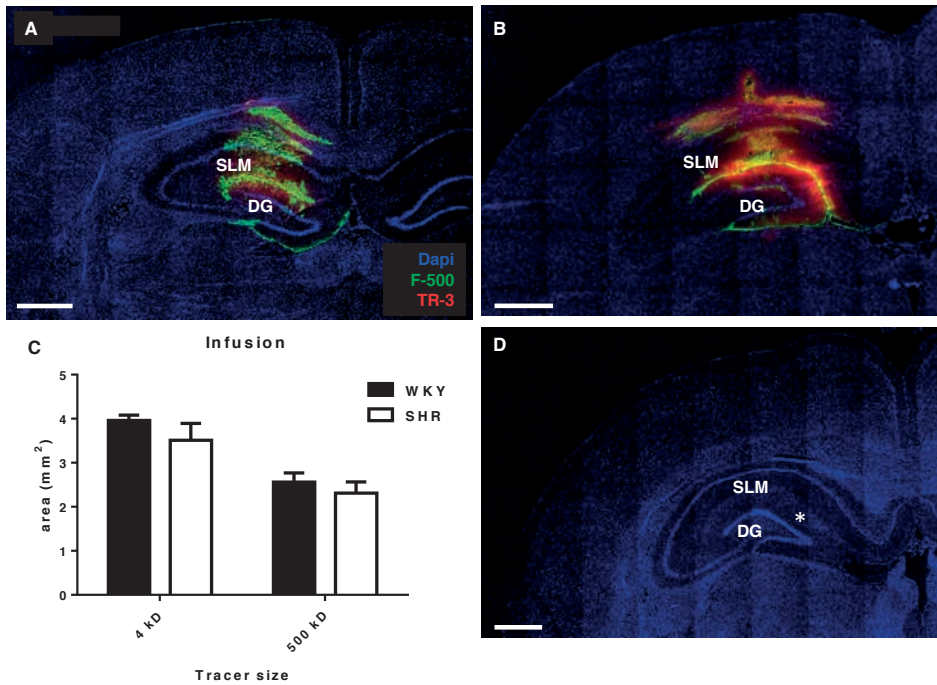 A
SLM
DG
Dapi
F-500
TR-3
B
SLM
DG
C
Infusion
5
4
3
2
1
0
area (mm²)
WKY
SHR
4 kD
500 kD
Tracer size
D
SLM
*
DG